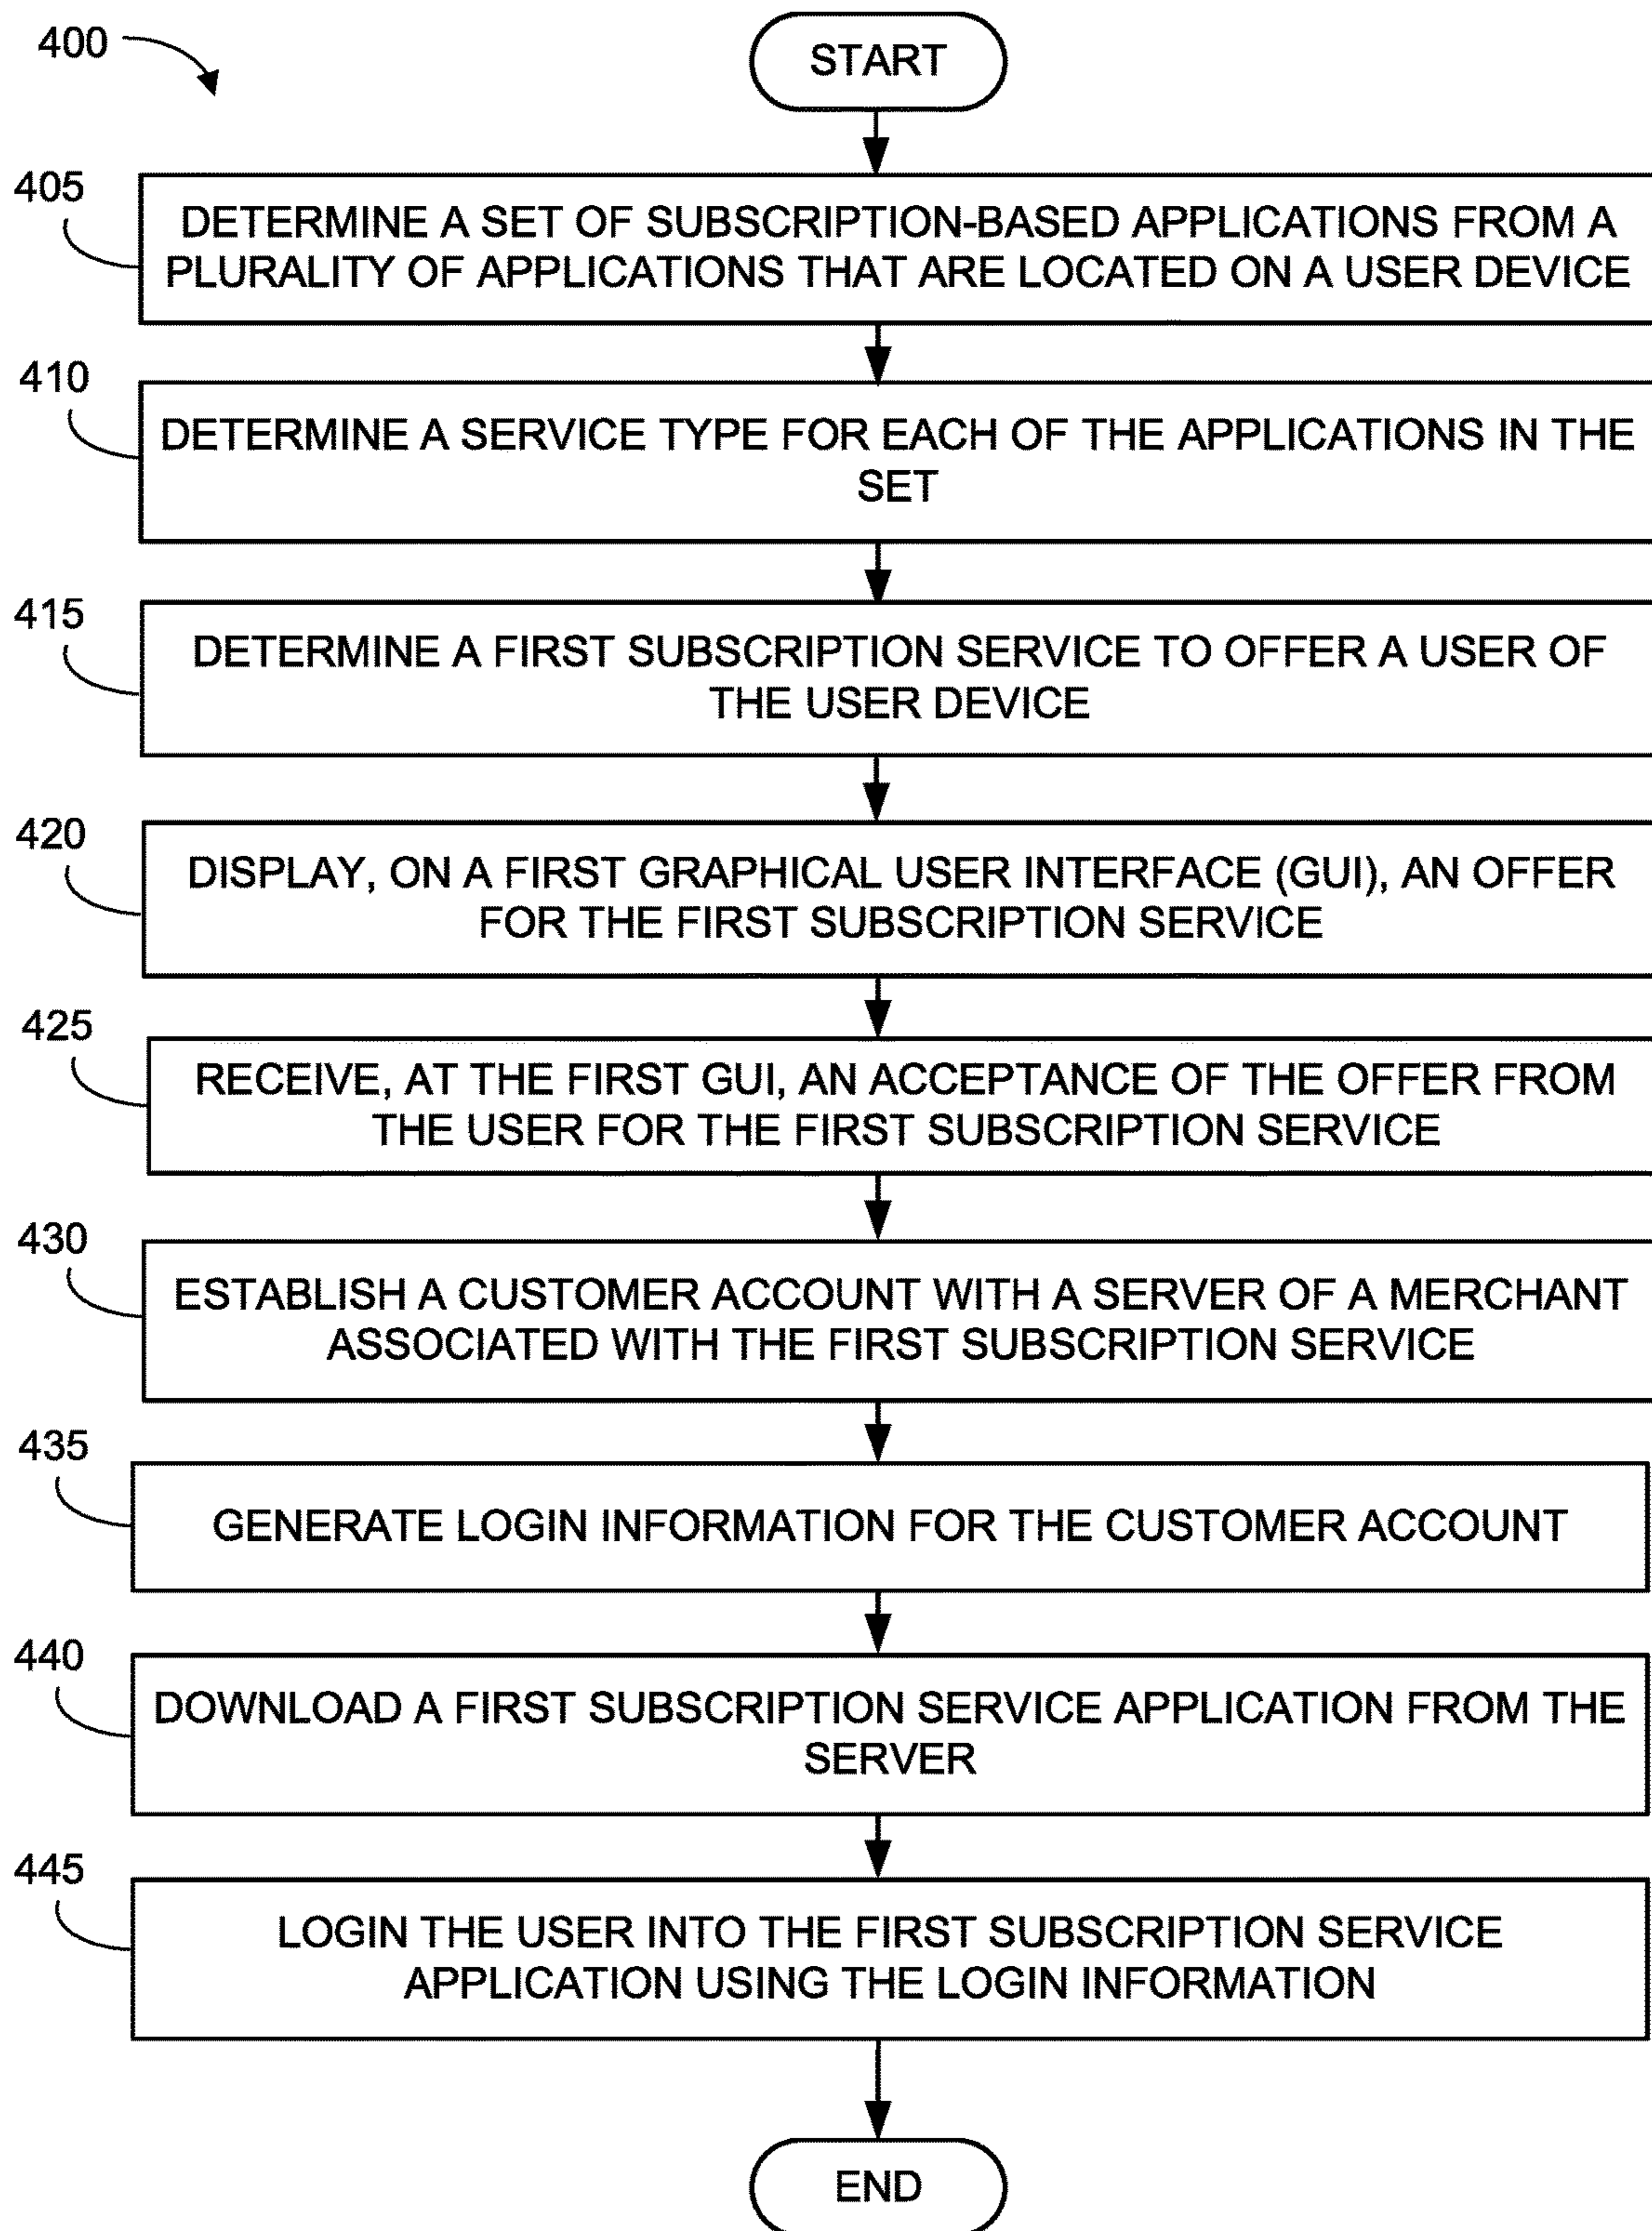 400
START
405
DETERMINE A SET OF SUBSCRIPTION-BASED APPLICATIONS FROM A
PLURALITY OF APPLICATIONS THAT ARE LOCATED ON A USER DEVICE
410
DETERMINE A SERVICE TYPE FOR EACH OF THE APPLICATIONS IN THE
SET
415
DETERMINE A FIRST SUBSCRIPTION SERVICE TO OFFER A USER OF
THE USER DEVICE
420
DISPLAY, ON A FIRST GRAPHICAL USER INTERFACE (GUI), AN OFFER
FOR THE FIRST SUBSCRIPTION SERVICE
425
RECEIVE, AT THE FIRST GUI, AN ACCEPTANCE OF THE OFFER FROM
THE USER FOR THE FIRST SUBSCRIPTION SERVICE
430
ESTABLISH A CUSTOMER ACCOUNT WITH A SERVER OF A MERCHANT
ASSOCIATED WITH THE FIRST SUBSCRIPTION SERVICE
435
GENERATE LOGIN INFORMATION FOR THE CUSTOMER ACCOUNT
440
DOWNLOAD A FIRST SUBSCRIPTION SERVICE APPLICATION FROM THE
SERVER
445
LOGIN THE USER INTO THE FIRST SUBSCRIPTION SERVICE
APPLICATION USING THE LOGIN INFORMATION
END